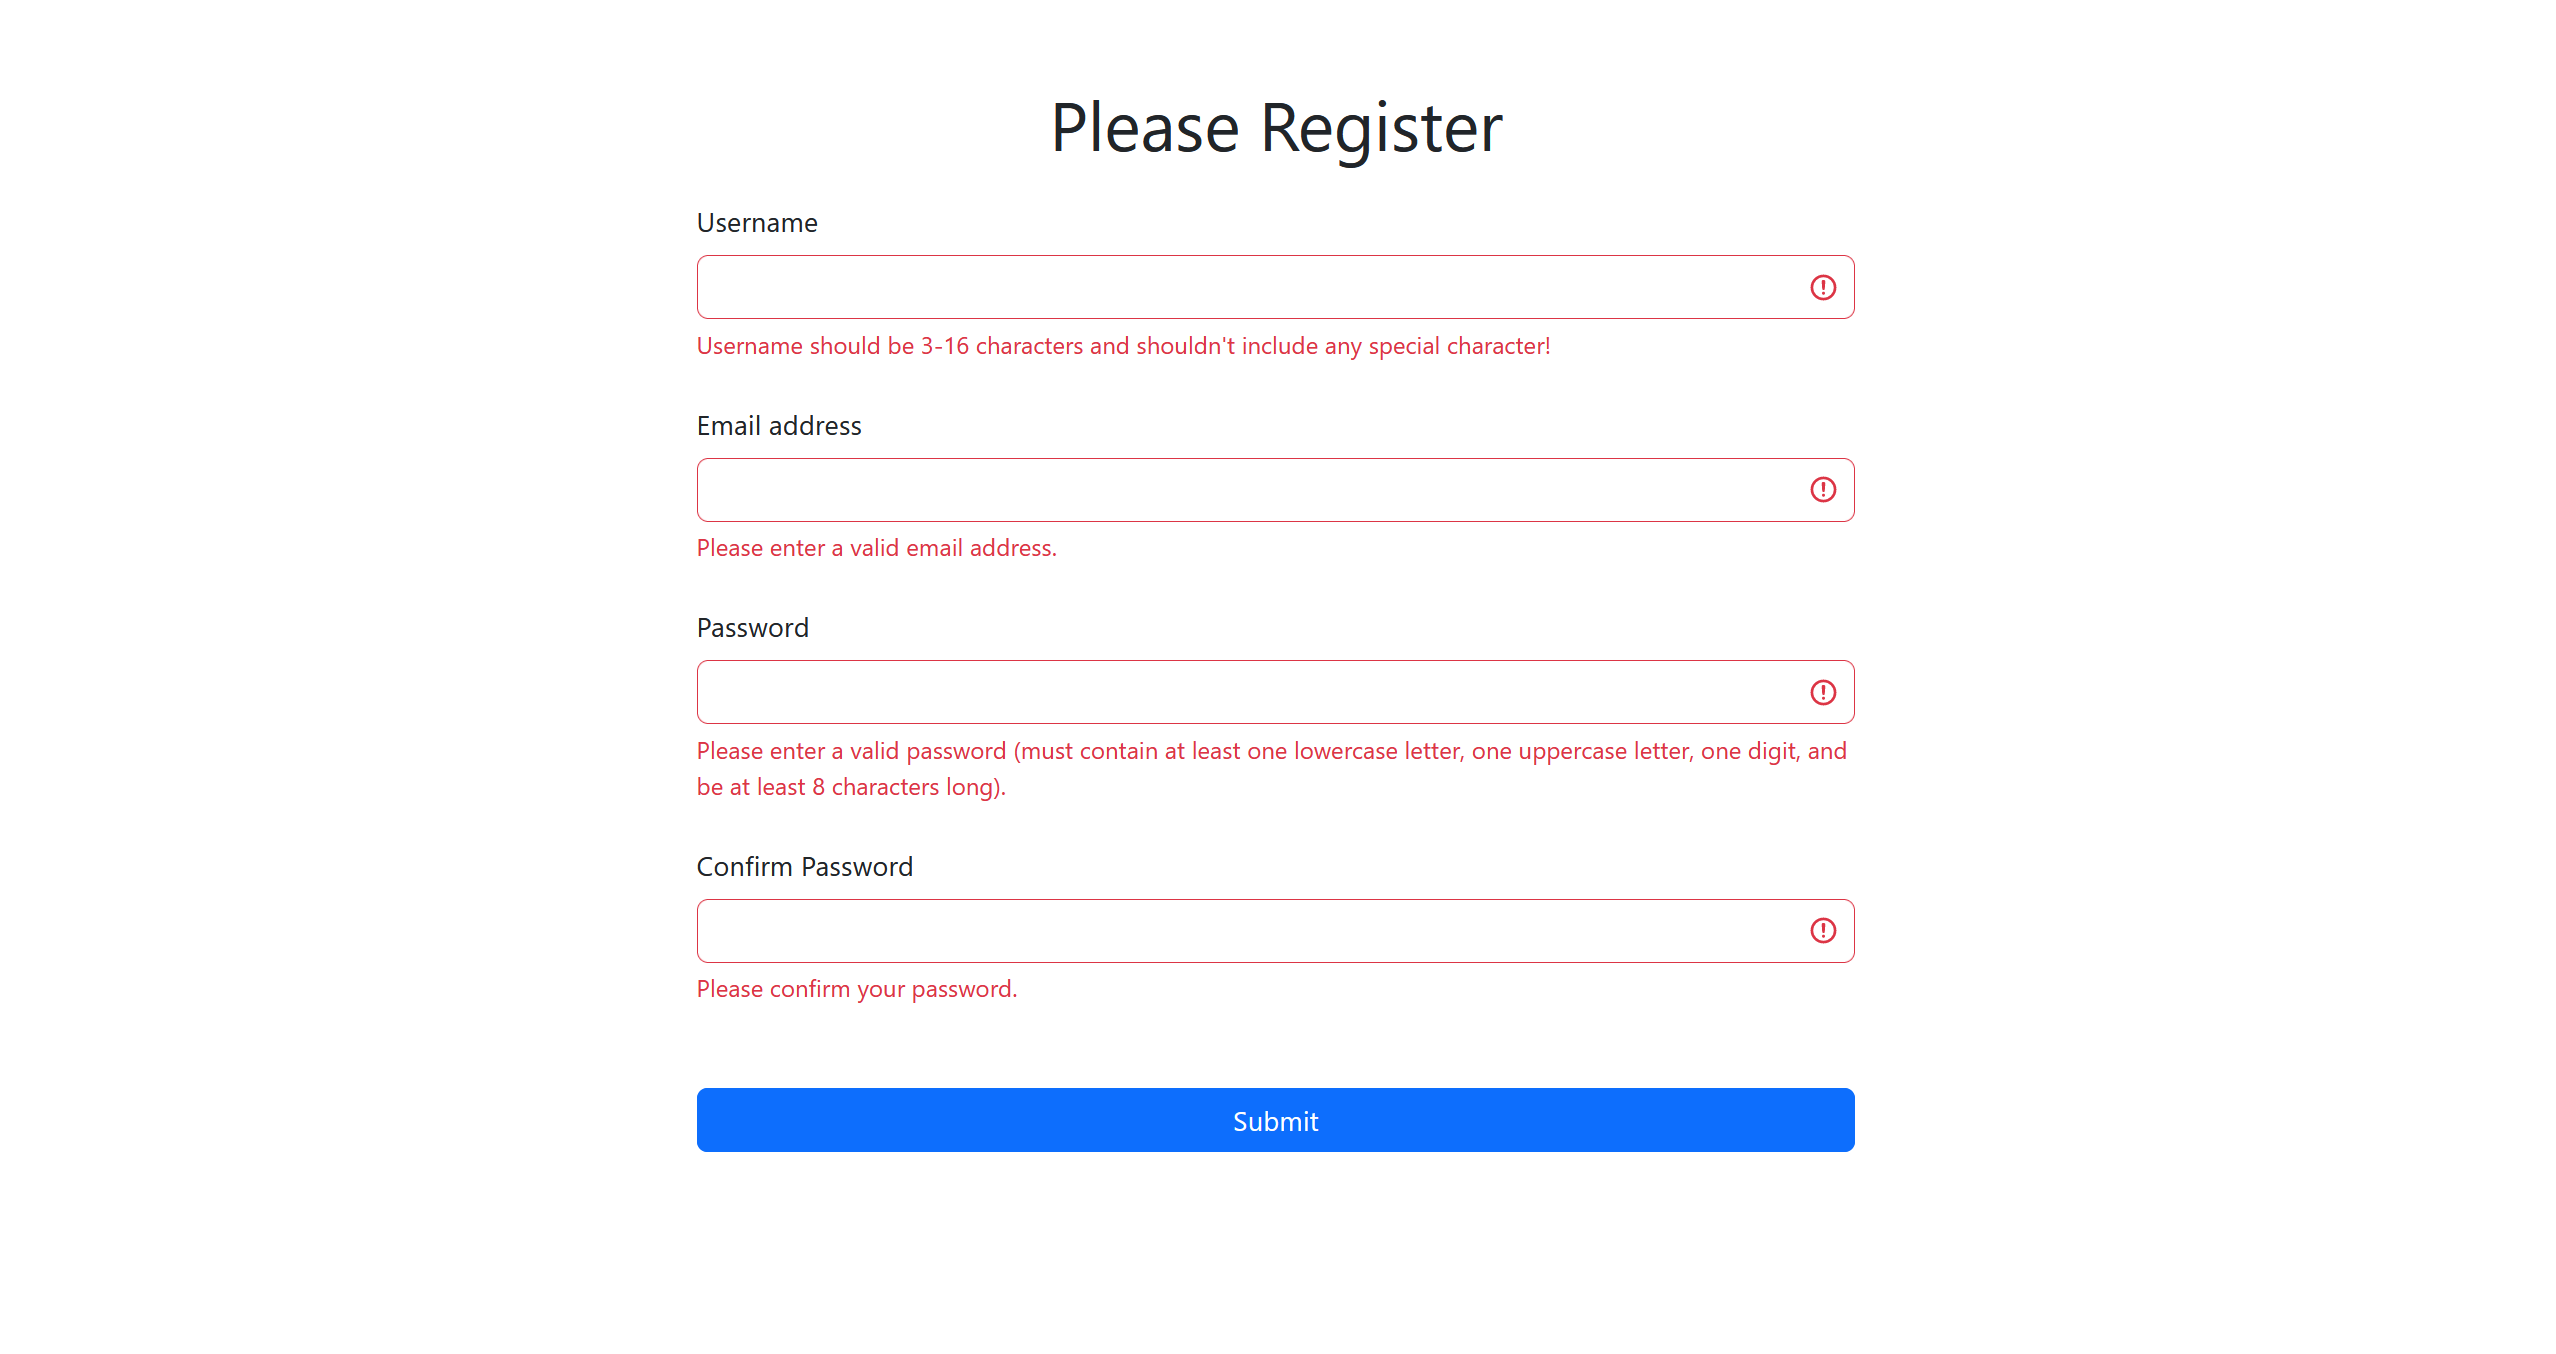 Please Register
Username
Username should be 3-16 characters and shouldn't include any special character!
Email address
Please enter a valid email address.
Password
Please enter a valid password (must contain at least one lowercase letter, one uppercase letter, one digit, and
be at least 8 characters long).
Confirm Password
Please confirm your password.
Submit